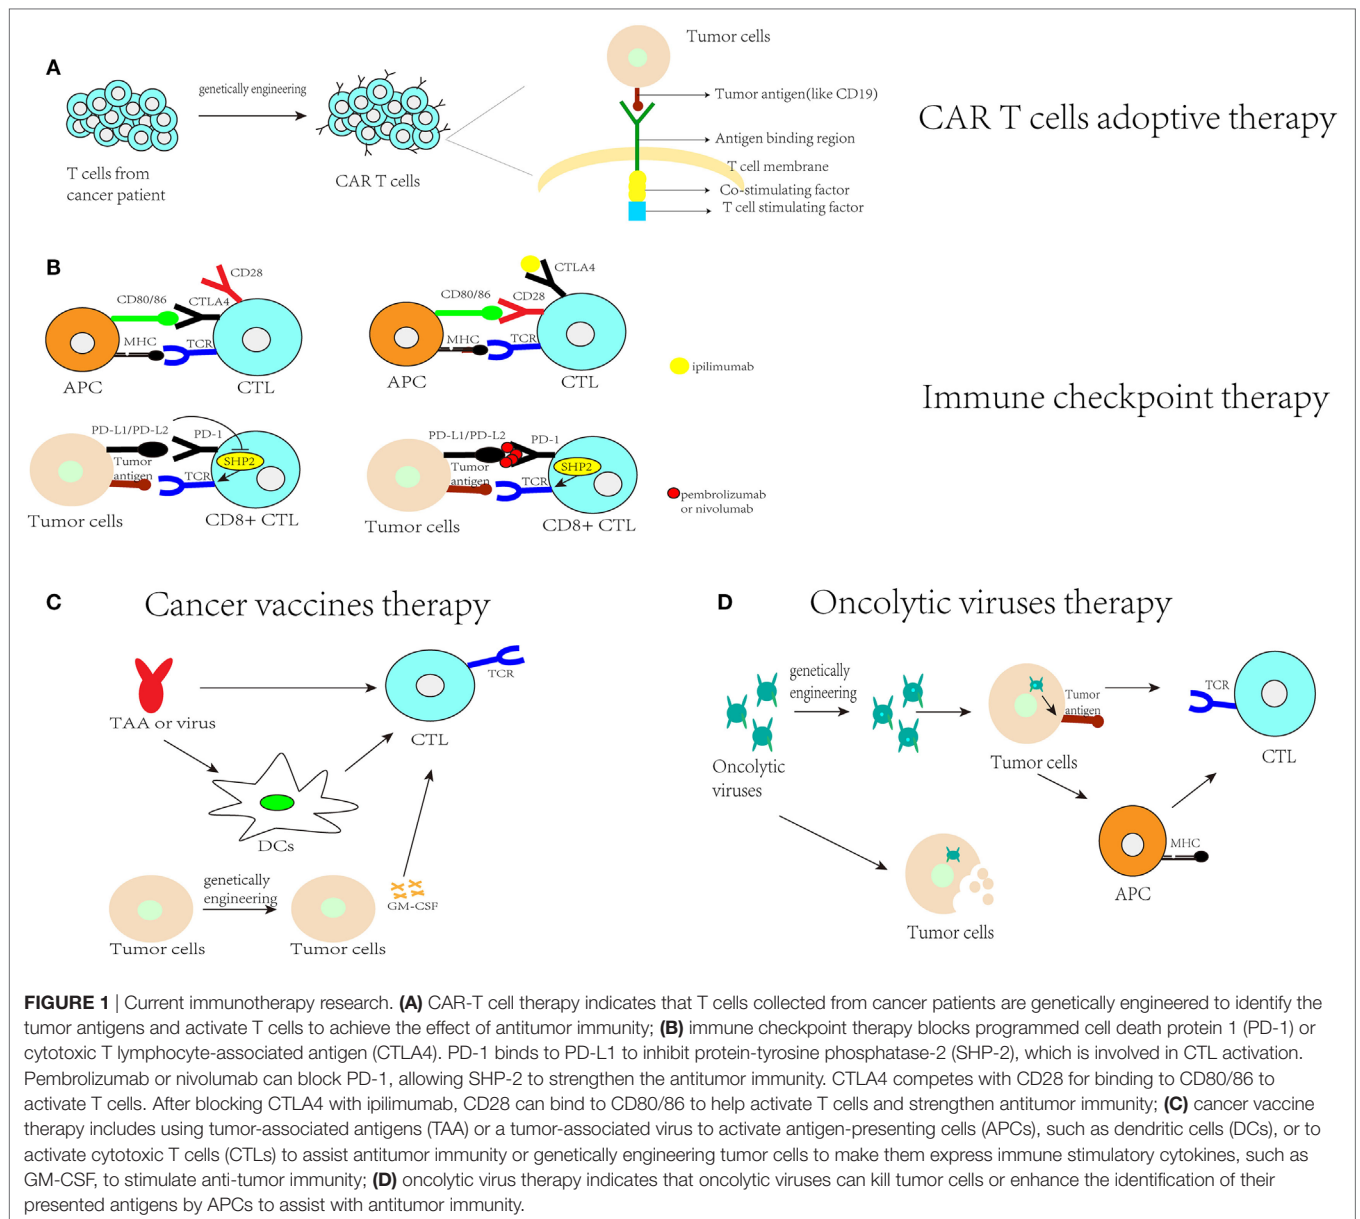 A
genetically engineering
T cells from
cancer patient
CAR T cells
Tumor cells
Tumor antigen(like CD19)
Antigen binding region
T cell membrane
Co-stimulating factor
T cell stimulating factor
CAR T cells adoptive therapy
B
CD28
CD80/86
CTLA4
MHC
TCR
APC
CTL
CTLA4
CD80/86
CD28
MHC
TCR
APC
CTL
ipilimumab
Immune checkpoint therapy
PD-L1/PD-L2
PD-1
SHP2
Tumor
antigen
TCR
Tumor cells
CD8+ CTL
PD-L1/PD-L2
PD-1
SHP2
Tumor
antigen
TCR
Tumor cells
CD8+ CTL
pembrolizumab
or nivolumab
C
Cancer vaccines therapy
TAA or virus
TCR
CTL
DCs
genetically
engineering
GM-CSF
Tumor cells
Tumor cells
D
Oncolytic viruses therapy
genetically
engineering
Oncolytic
viruses
Tumor
antigen
Tumor cells
TCR
CTL
MHC
APC
Tumor cells
FIGURE 1 | Current immunotherapy research. (A) CAR-T cell therapy indicates that T cells collected from cancer patients are genetically engineered to identify the
tumor antigens and activate T cells to achieve the effect of antitumor immunity; (B) immune checkpoint therapy blocks programmed cell death protein 1 (PD-1) or
cytotoxic T lymphocyte-associated antigen (CTLA4). PD-1 binds to PD-L1 to inhibit protein-tyrosine phosphatase-2 (SHP-2), which is involved in CTL activation.
Pembrolizumab or nivolumab can block PD-1, allowing SHP-2 to strengthen the antitumor immunity. CTLA4 competes with CD28 for binding to CD80/86 to
activate T cells. After blocking CTLA4 with ipilimumab, CD28 can bind to CD80/86 to help activate T cells and strengthen antitumor immunity; (C) cancer vaccine
therapy includes using tumor-associated antigens (TAA) or a tumor-associated virus to activate antigen-presenting cells (APCs), such as dendritic cells (DCs), or to
activate cytotoxic T cells (CTLs) to assist antitumor immunity or genetically engineering tumor cells to make them express immune stimulatory cytokines, such as
GM-CSF, to stimulate anti-tumor immunity; (D) oncolytic virus therapy indicates that oncolytic viruses can kill tumor cells or enhance the identification of their
presented antigens by APCs to assist with antitumor immunity.